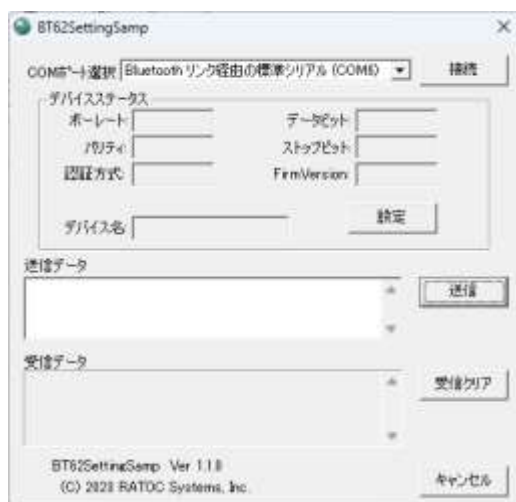 BT62SettingSamp
COMポート選択 Bluetooth リンク経由の標準シリアル (COM6) 接続
デバイスステータス
ボーレート データビット
パリティ ストップビット
認証方式 FirmVersion
デバイス名 設定
送信データ
送信
受信データ
受信クリア
BT62SettingSamp Ver 1.1.0
(C) 2020 RATOC Systems, Inc.
キャンセル